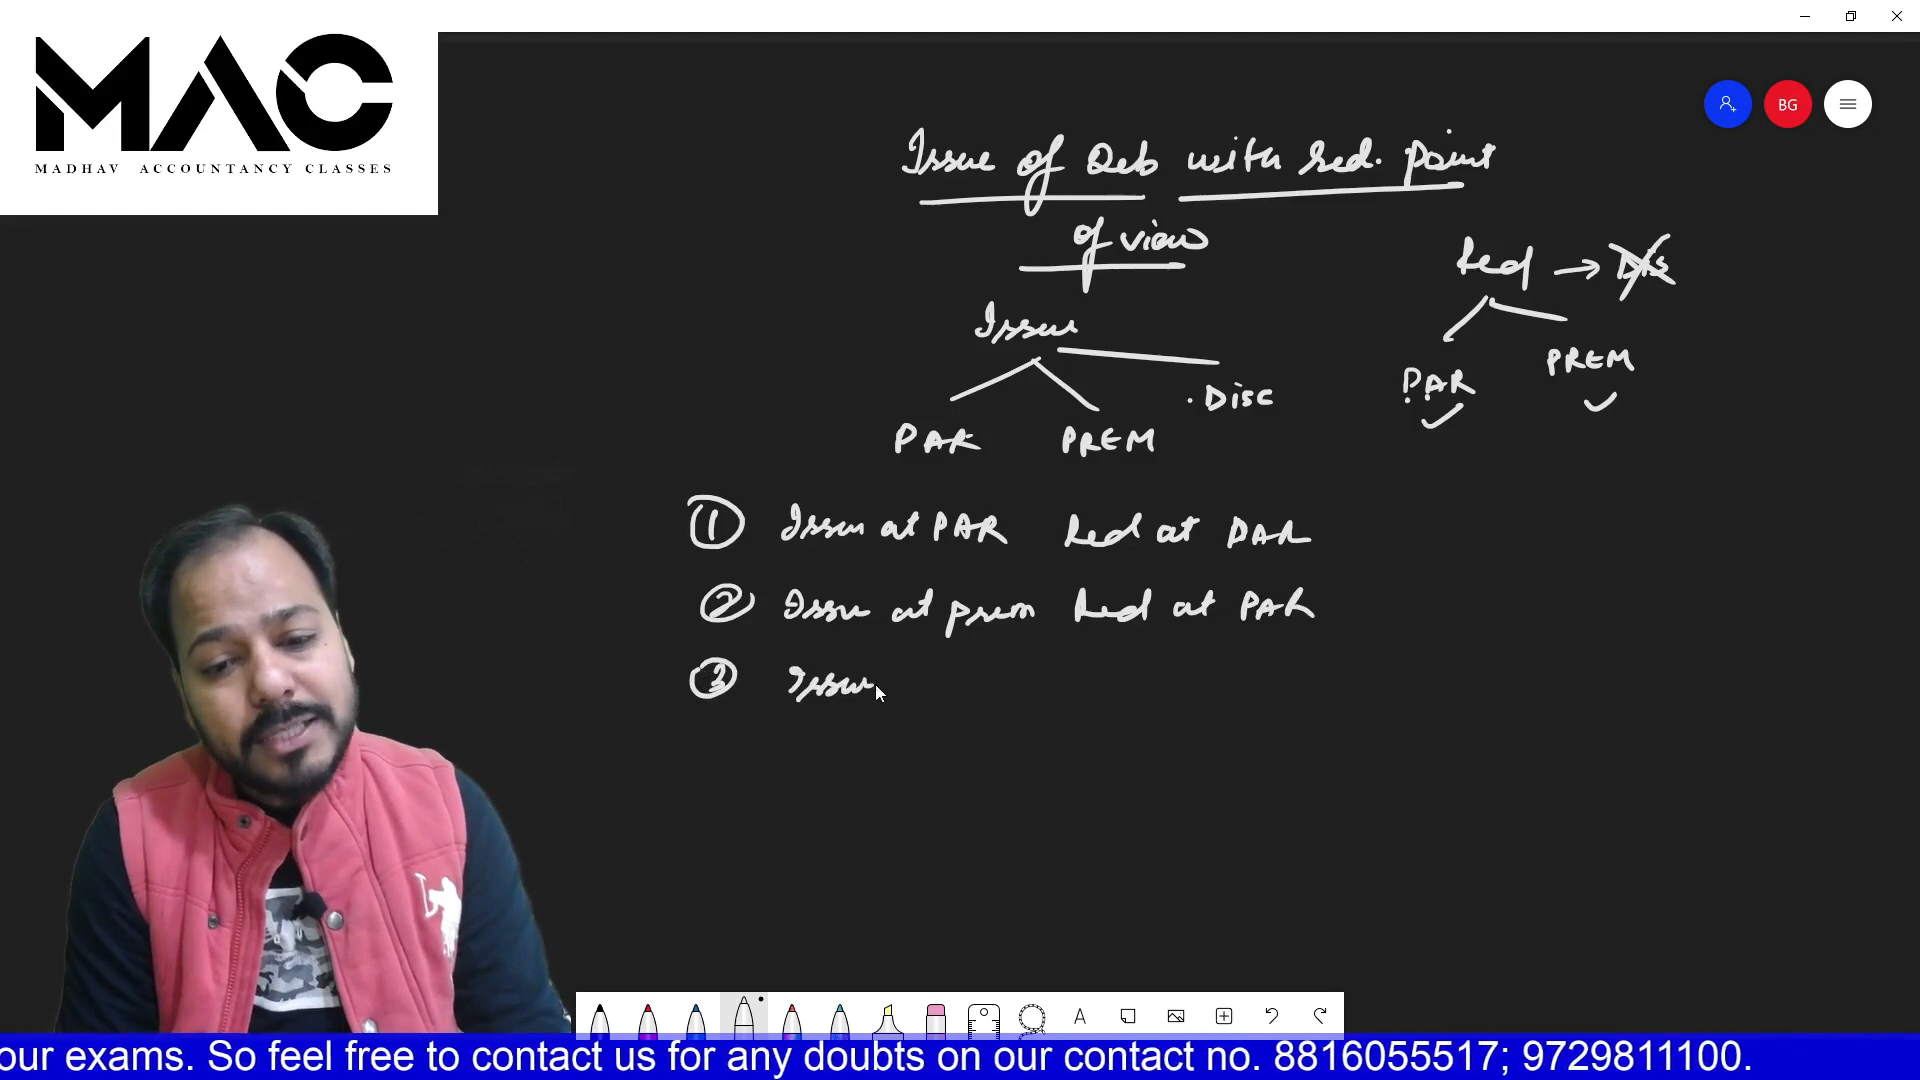 MAC
MADHAV ACCOUNTANCY CLASSES
BG
Issue of Deb with red. point
of view
Red → Dis
Issue
PAR PREM
. Disc
PAR PREM
① Issue at PAR Red at PAR
② Issue at prem Red at PAR
③ Issue
A
our exams. So feel free to contact us for any doubts on our contact no. 8816055517; 9729811100.